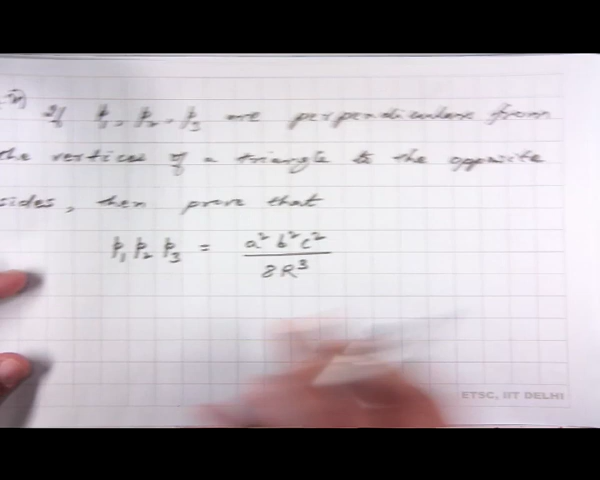 If p₁, p₂, p₃ are perpendiculars from
the vertices of a triangle to the opposite
sides, then prove that
p₁ p₂ p₃ = a² b² c² / 8R³
ETSC, IIT DELHI